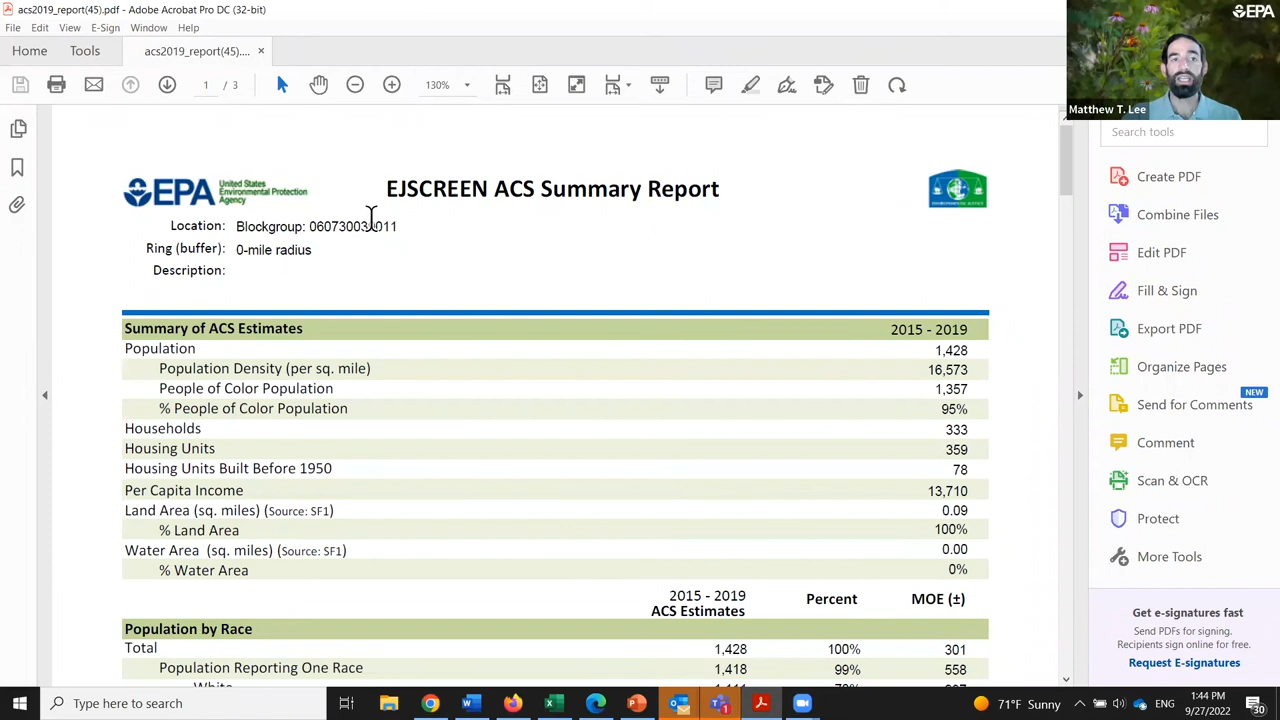 acs2019_report(45).pdf - Adobe Acrobat Pro DC (32-bit)
File Edit View E-Sign Window Help
Home Tools acs2019_report(45).... ×
1 / 3 130%
EPA
Matthew T. Lee
Search tools
EPA United States Environmental Protection Agency
EJSCREEN ACS Summary Report
Location: Blockgroup:
Ring (buffer): 0-mile radius
Description:
Summary of ACS Estimates 2015 - 2019
Population 1,428
Population Density (per sq. mile) 16,573
People of Color Population 1,357
% People of Color Population 95%
Households 333
Housing Units 359
Housing Units Built Before 1950 78
Per Capita Income 13,710
Land Area (sq. miles) (Source: SF1) 0.09
% Land Area 100%
Water Area (sq. miles) (Source: SF1) 0.00
% Water Area 0%
2015 - 2019
ACS Estimates Percent MOE (±)
Population by Race
Total 1,428 100% 301
Population Reporting One Race 1,418 99% 558
White
Create PDF
Combine Files
Edit PDF
Fill & Sign
Export PDF
Organize Pages
NEW
Send for Comments
Comment
Scan & OCR
Protect
More Tools
Get e-signatures fast
Send PDFs for signing.
Recipients sign online for free.
Request E-signatures
Type here to search
71°F Sunny
ENG
1:44 PM
9/27/2022
30